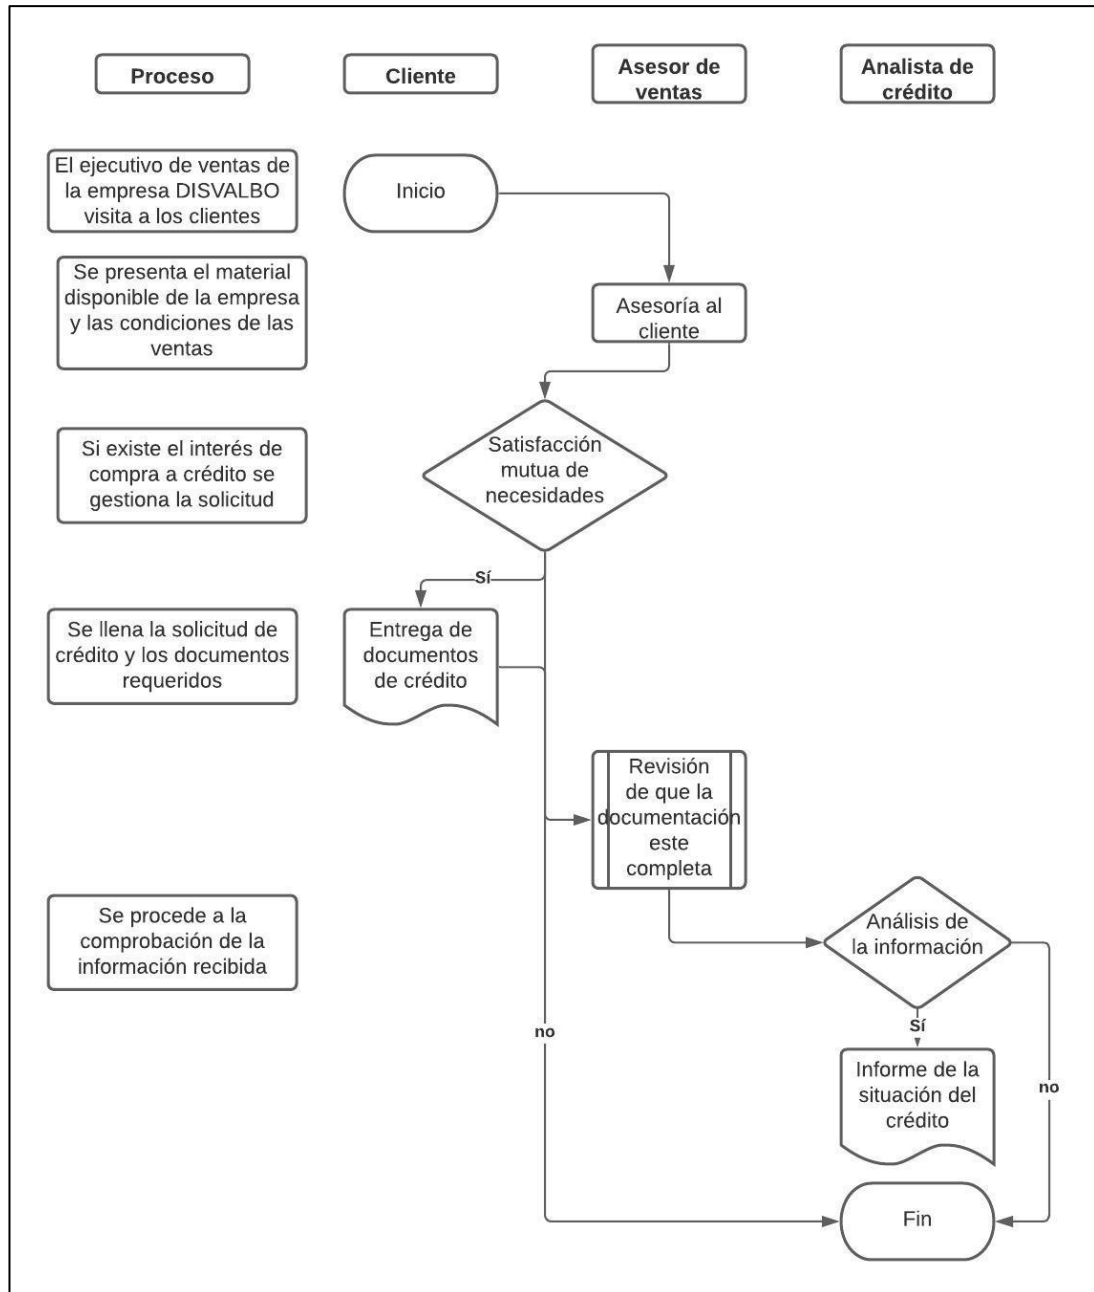 Proceso
Cliente
Asesor de
ventas
Analista de
crédito
El ejecutivo de ventas de
la empresa DISVALBO
visita a los clientes
Inicio
Se presenta el material
disponible de la empresa
y las condiciones de las
ventas
Asesoría al
cliente
Si existe el interés de
compra a crédito se
gestiona la solicitud
Satisfacción
mutua de
necesidades
Sí
Se llena la solicitud de
crédito y los documentos
requeridos
Entrega de
documentos
de crédito
Revisión
de que la
documentación
este
completa
Se procede a la
comprobación de la
información recibida
Análisis de
la información
no
Sí
Informe de la
situación del
crédito
no
Fin